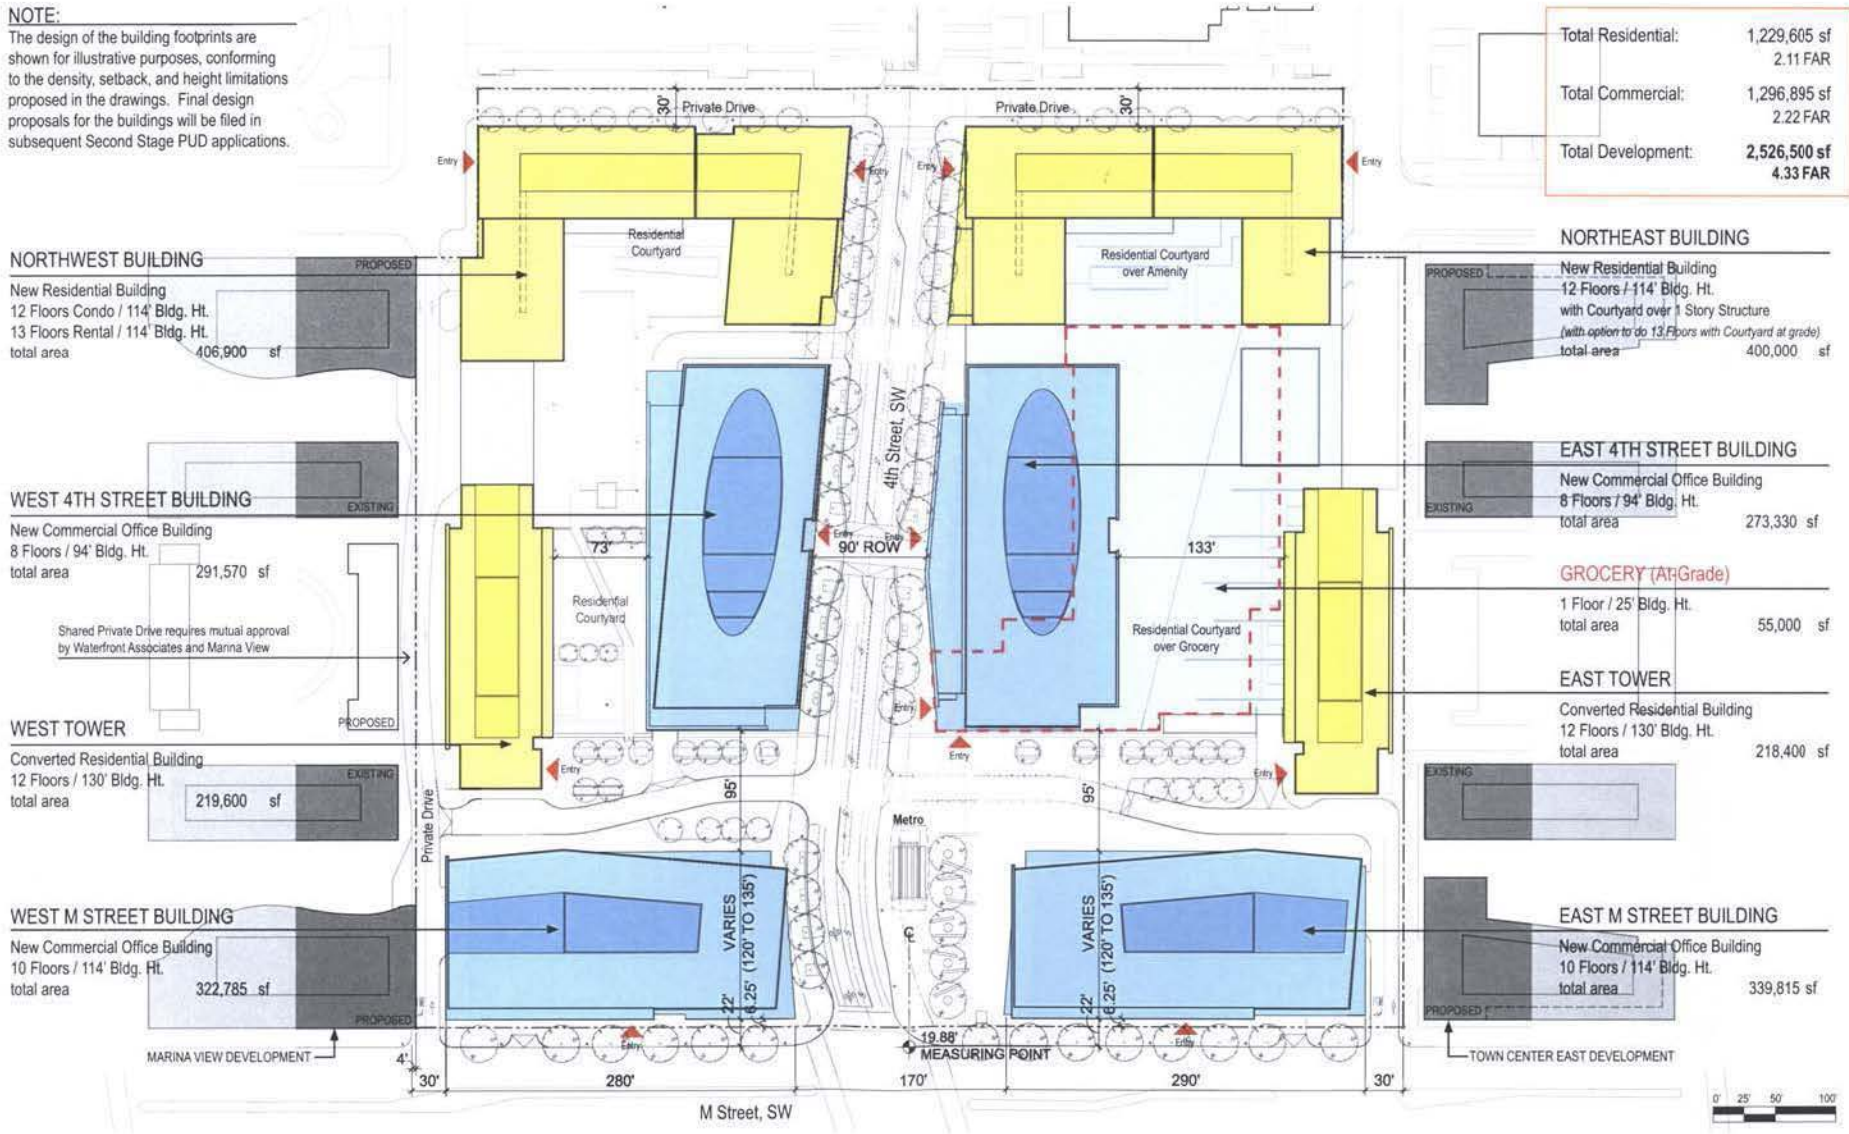 NOTE:
The design of the building footprints are
shown for illustrative purposes, conforming
to the density, setback, and height limitations
proposed in the drawings. Final design
proposals for the buildings will be filed in
subsequent Second Stage PUD applications.
Total Residential: 1,229,605 sf
2.11 FAR
Total Commercial: 1,296,895 sf
2.22 FAR
Total Development: 2,526,500 sf
4.33 FAR
30'
Private Drive
Private Drive
30'
Entry
Entry
Entry
Entry
Residential
Courtyard
Residential Courtyard
over Amenity
NORTHWEST BUILDING
PROPOSED
New Residential Building
12 Floors Condo / 114' Bldg. Ht.
13 Floors Rental / 114' Bldg. Ht.
total area 406,900 sf
NORTHEAST BUILDING
PROPOSED
New Residential Building
12 Floors / 114' Bldg. Ht.
with Courtyard over 1 Story Structure
(with option to do 13 Floors with Courtyard at grade)
total area 400,000 sf
4th Street, SW
WEST 4TH STREET BUILDING
EXISTING
New Commercial Office Building
8 Floors / 94' Bldg. Ht.
total area 291,570 sf
EAST 4TH STREET BUILDING
New Commercial Office Building
8 Floors / 94' Bldg. Ht.
EXISTING
total area 273,330 sf
73'
Entry
Entry
90' ROW
133'
GROCERY (At-Grade)
1 Floor / 25' Bldg. Ht.
total area 55,000 sf
Residential
Courtyard
Residential Courtyard
over Grocery
Shared Private Drive requires mutual approval
by Waterfront Associates and Marina View
PROPOSED
WEST TOWER
Converted Residential Building
12 Floors / 130' Bldg. Ht.
total area 219,600 sf
EXISTING
EAST TOWER
Converted Residential Building
12 Floors / 130' Bldg. Ht.
total area 218,400 sf
EXISTING
Entry
Entry
Entry
Entry
95'
95'
Private Drive
Metro
WEST M STREET BUILDING
New Commercial Office Building
10 Floors / 114' Bldg. Ht.
total area 322,785 sf
PROPOSED
EAST M STREET BUILDING
New Commercial Office Building
10 Floors / 114' Bldg. Ht.
total area 339,815 sf
PROPOSED
VARIES
(120' TO 135')
22'
6.25'
VARIES
(120' TO 135')
22'
6.25'
Entry
Entry
19.88'
MEASURING POINT
MARINA VIEW DEVELOPMENT
TOWN CENTER EAST DEVELOPMENT
4'
30'
280'
170'
290'
30'
M Street, SW
0' 25' 50' 100'